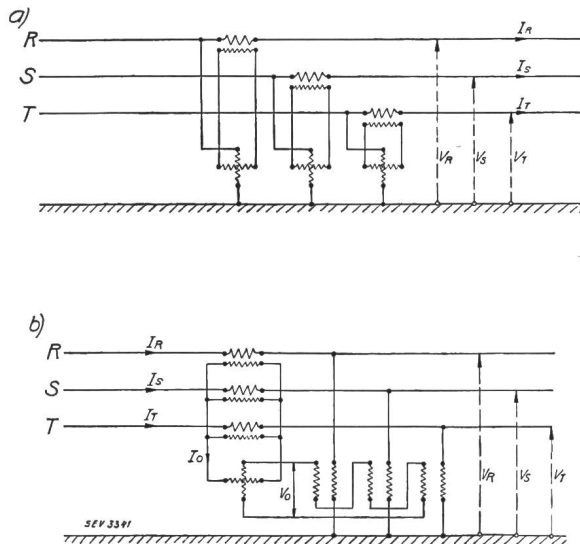 a)
R I_R
S I_S
T I_T
V_R V_S V_T
b)
R I_R
S I_S
T I_T
I_0
V_0
V_R V_S V_T
SEV 3341